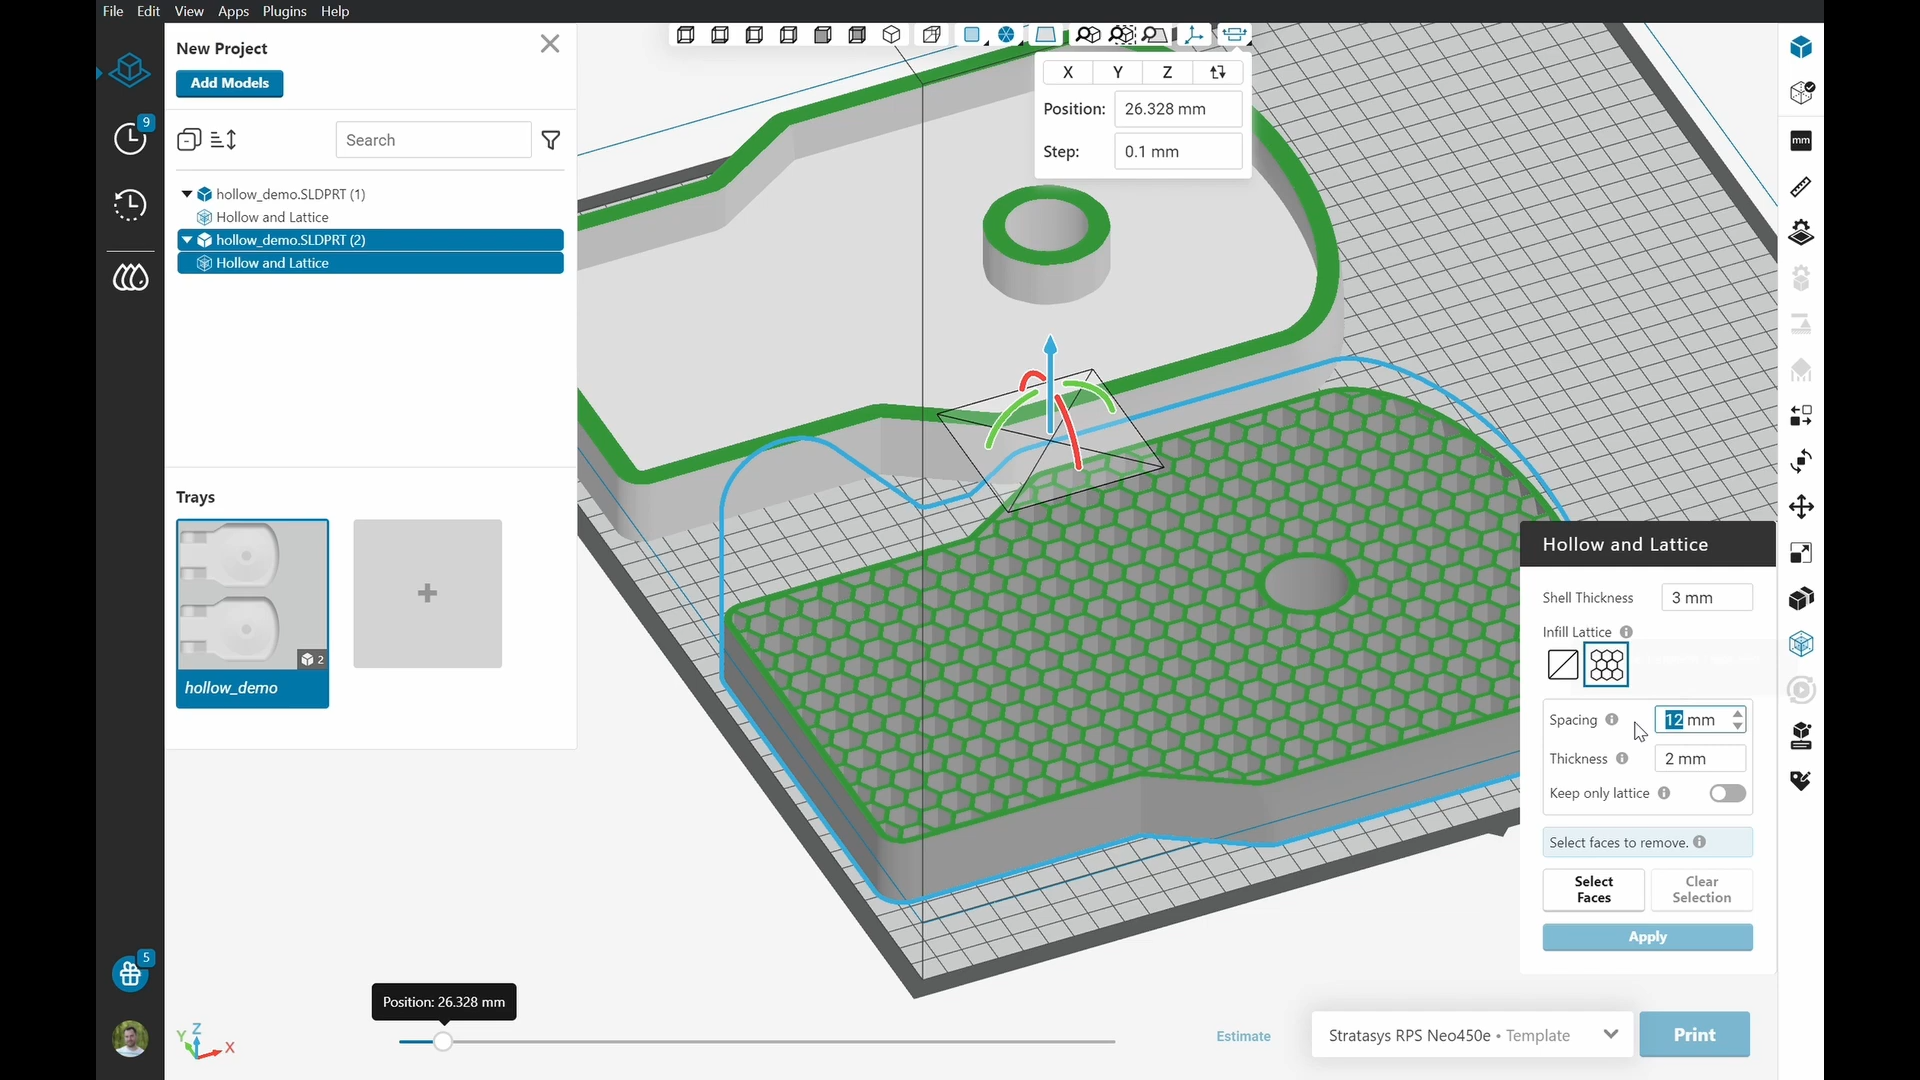 File Edit View Apps Plugins Help
New Project
Add Models
9
Search
hollow_demo.SLDPRT (1)
Hollow and Lattice
hollow_demo.SLDPRT (2)
Hollow and Lattice
Trays
2
hollow_demo
+
X Y Z
Position: 26.328 mm
Step: 0.1 mm
mm
Hollow and Lattice
Shell Thickness 3 mm
Infill Lattice
Spacing 12 mm
Thickness 2 mm
Keep only lattice
Select faces to remove.
Select Faces
Clear Selection
Apply
5
Position: 26.328 mm
Y Z X
Estimate
Stratasys RPS Neo450e • Template
Print